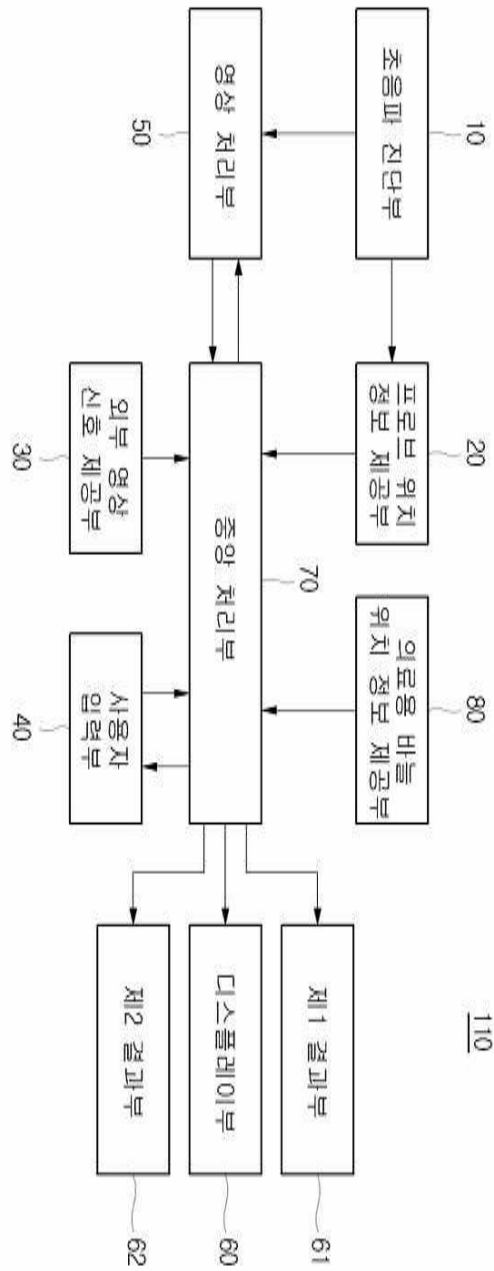 110
10
초음파 진단부
20
프로브 위치
정보 제공부
80
의료용 바늘
위치 정보 제공부
50
영상 처리부
70
중앙 처리부
제1 결과부
61
디스플레이부
60
제2 결과부
62
외부 영상
신호 제공부
30
사용자
입력부
40